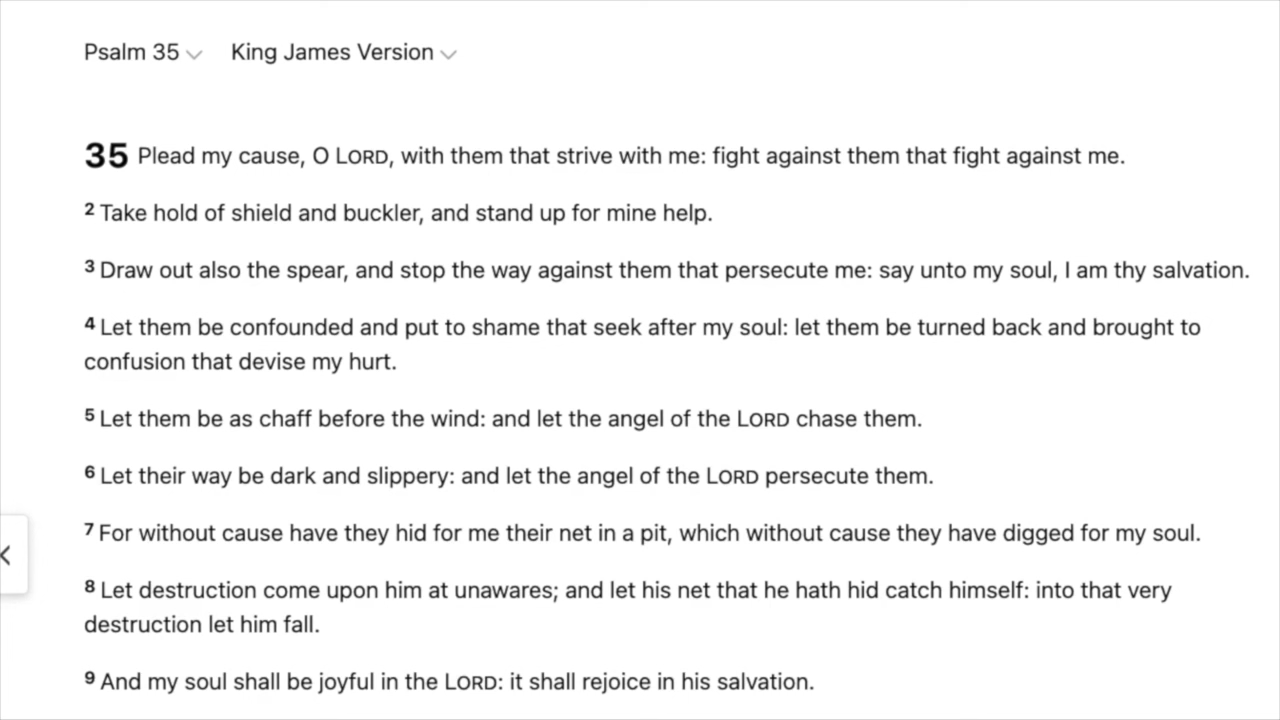 Psalm 35 King James Version
35 Plead my cause, O LORD, with them that strive with me: fight against them that fight against me.
2 Take hold of shield and buckler, and stand up for mine help.
3 Draw out also the spear, and stop the way against them that persecute me: say unto my soul, I am thy salvation.
4 Let them be confounded and put to shame that seek after my soul: let them be turned back and brought to
confusion that devise my hurt.
5 Let them be as chaff before the wind: and let the angel of the LORD chase them.
6 Let their way be dark and slippery: and let the angel of the LORD persecute them.
7 For without cause have they hid for me their net in a pit, which without cause they have digged for my soul.
8 Let destruction come upon him at unawares; and let his net that he hath hid catch himself: into that very
destruction let him fall.
9 And my soul shall be joyful in the LORD: it shall rejoice in his salvation.